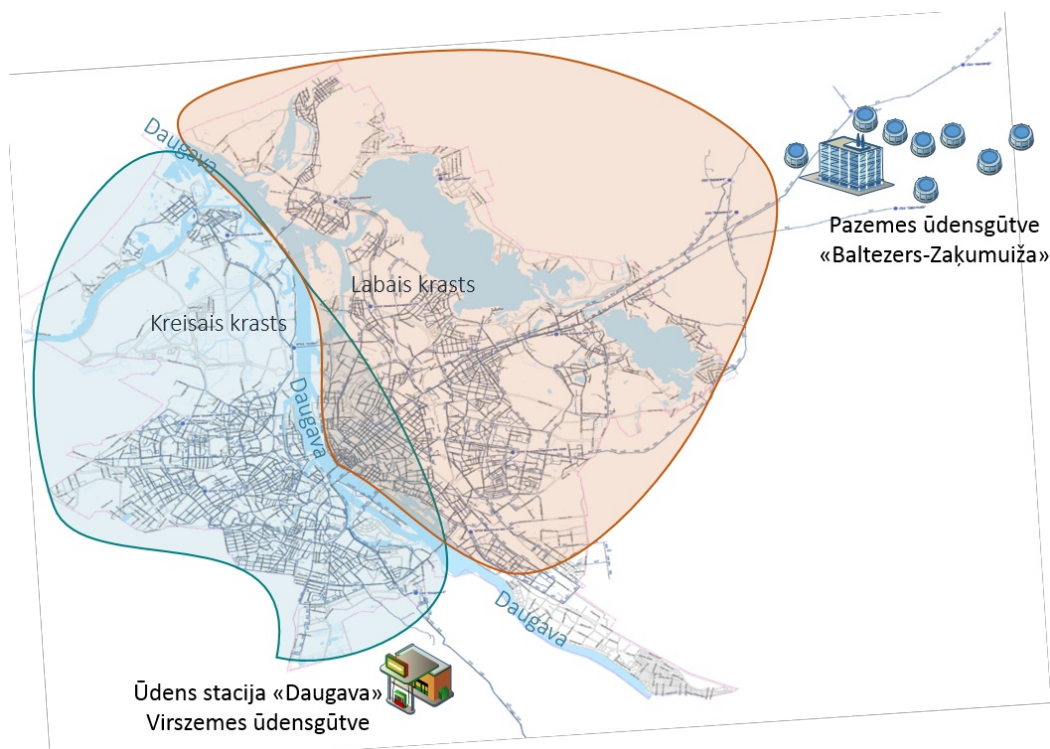 Daugava
Pazemes ūdensgūtve
«Baltezers-Zaķumuiža»
Labais krasts
Kreisais krasts
Daugava
Daugava
Ūdens stacija «Daugava»
Virszemes ūdensgūtve